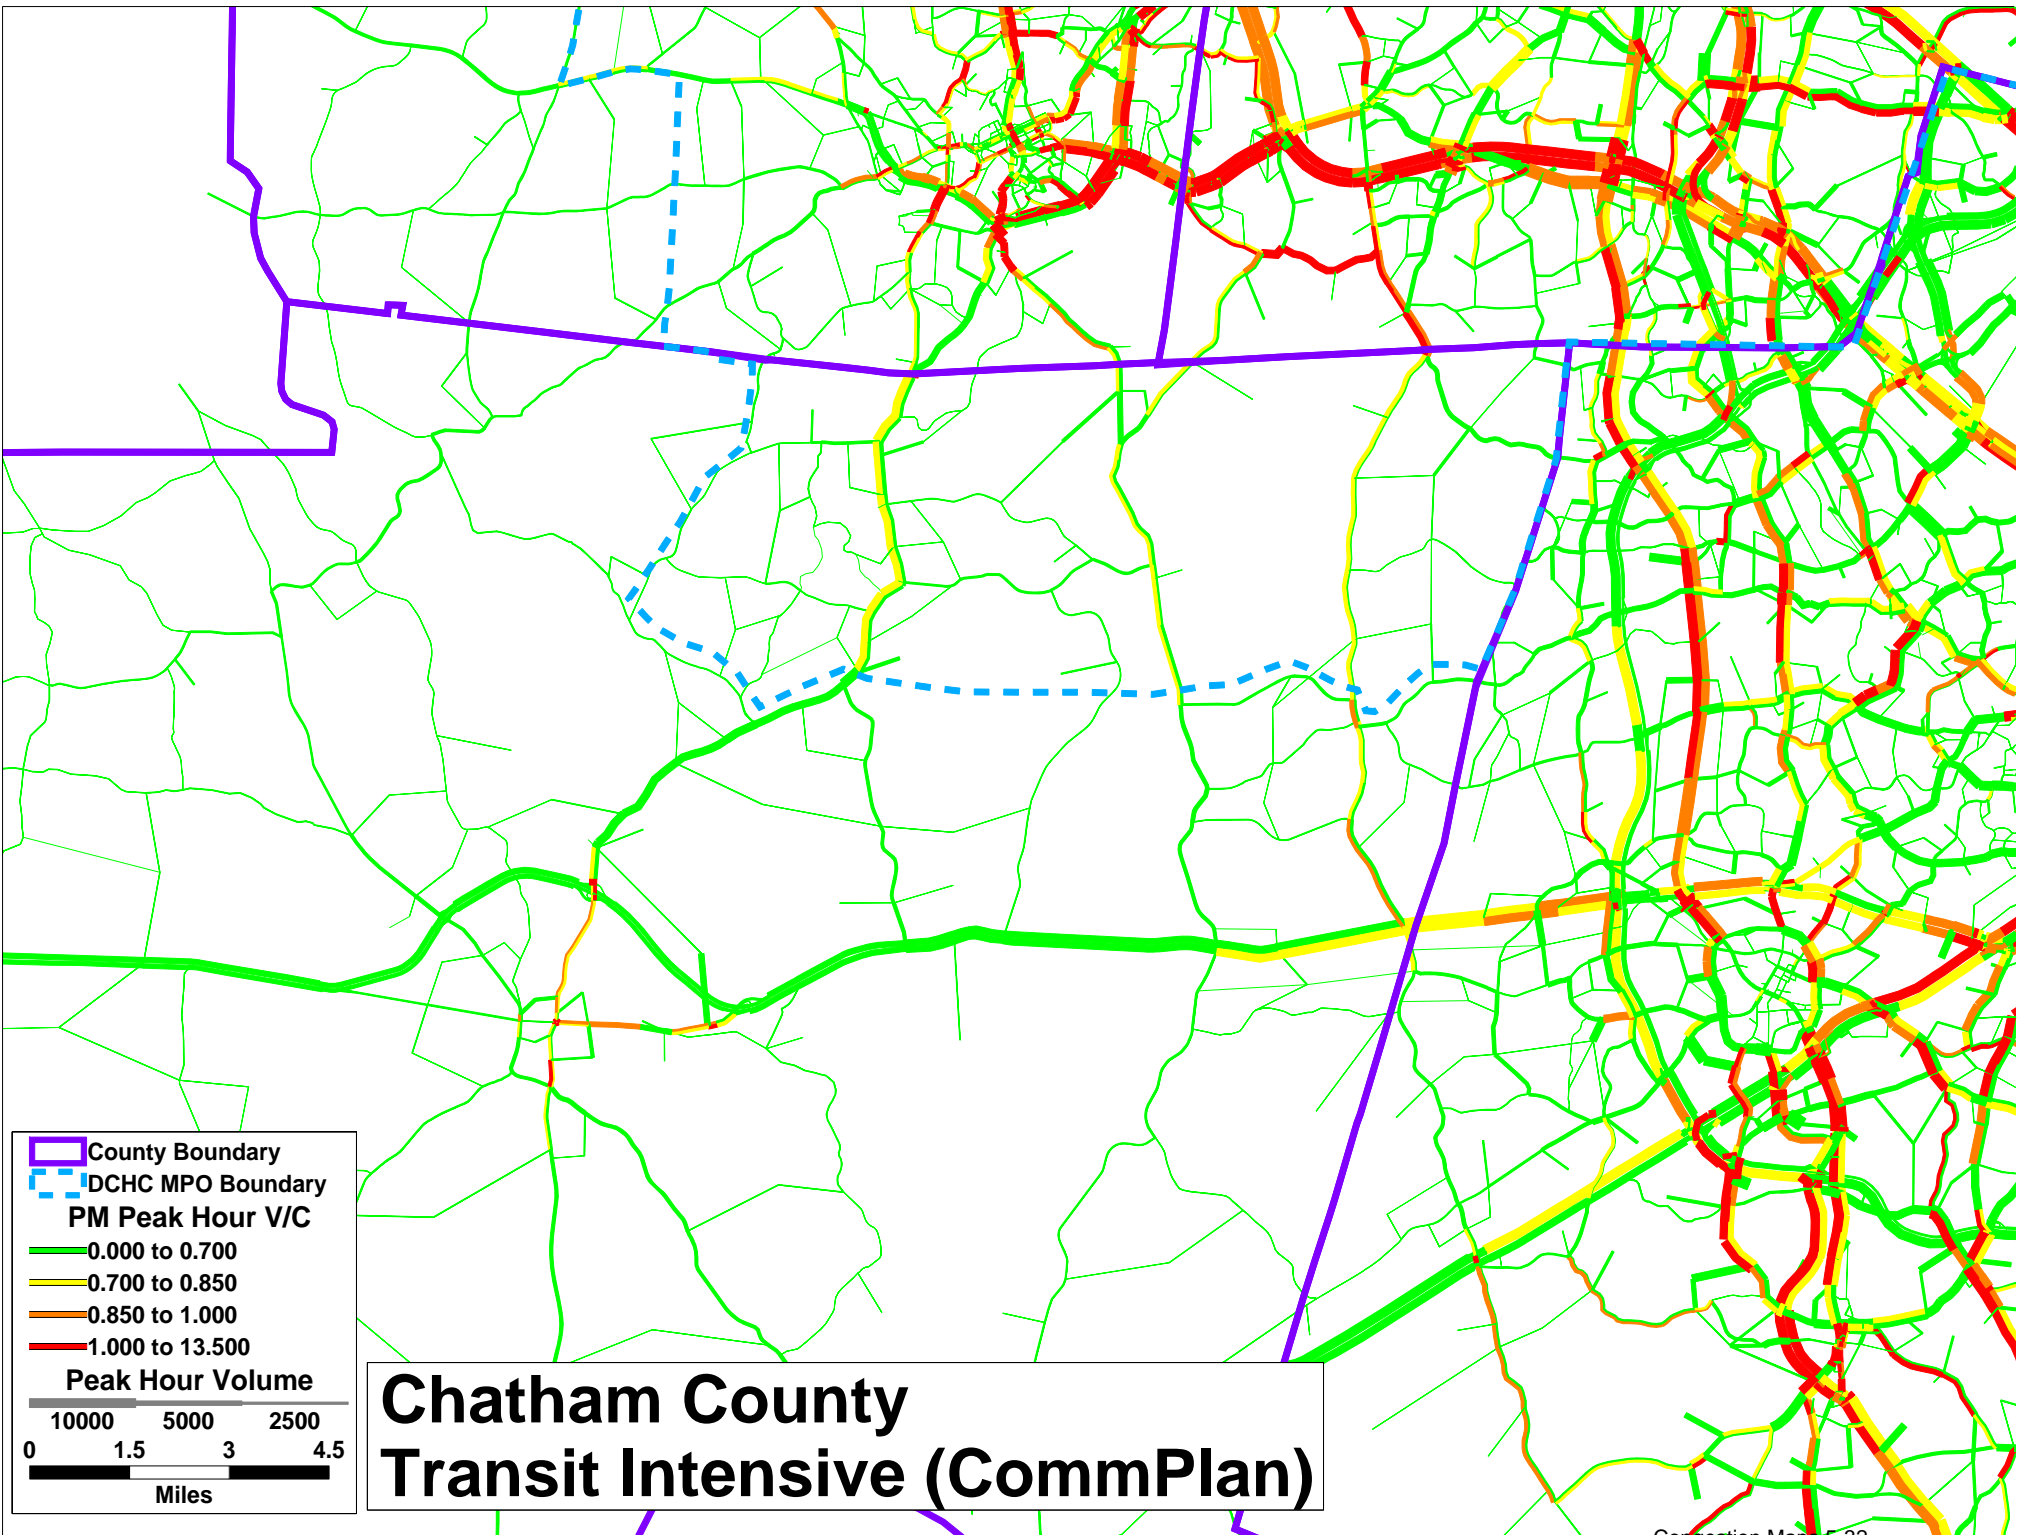 County Boundary
DCHC MPO Boundary
PM Peak Hour V/C
0.000 to 0.700
0.700 to 0.850
0.850 to 1.000
1.000 to 13.500
Peak Hour Volume
10000 5000 2500
0 1.5 3 4.5
Miles
Chatham County
Transit Intensive (CommPlan)